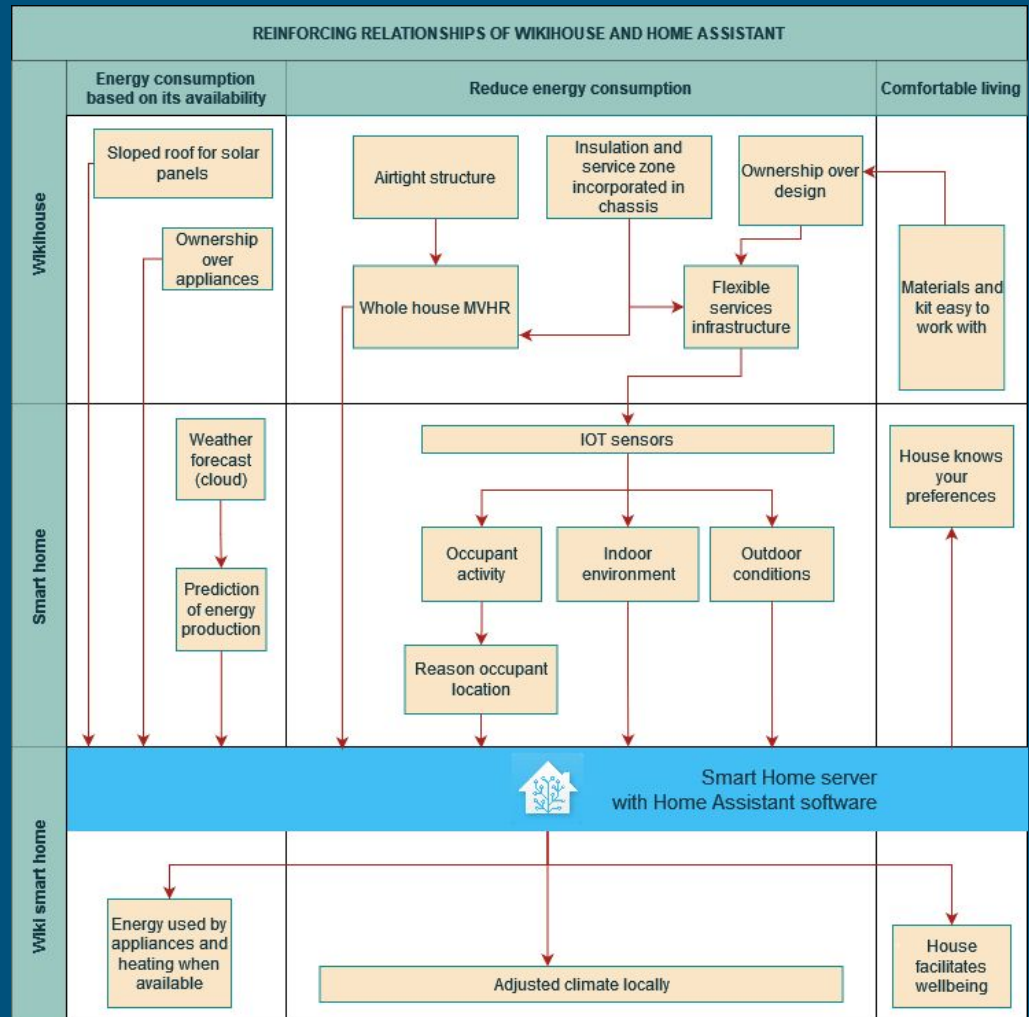 REINFORCING RELATIONSHIPS OF WIKIHOUSE AND HOME ASSISTANT
Energy consumption
based on its availability
Reduce energy consumption
Comfortable living
Wikihouse
Sloped roof for solar
panels
Ownership
over
appliances
Airtight structure
Insulation and
service zone
incorporated in
chassis
Ownership over
design
Whole house MVHR
Flexible
services
infrastructure
Materials and
kit easy to
work with
Smart home
Weather
forecast
(cloud)
Prediction
of energy
production
IOT sensors
Occupant
activity
Indoor
environment
Outdoor
conditions
Reason occupant
location
House knows
your
preferences
Wiki smart home
Smart Home server
with Home Assistant software
Energy used by
appliances and
heating when
available
Adjusted climate locally
House
facilitates
wellbeing